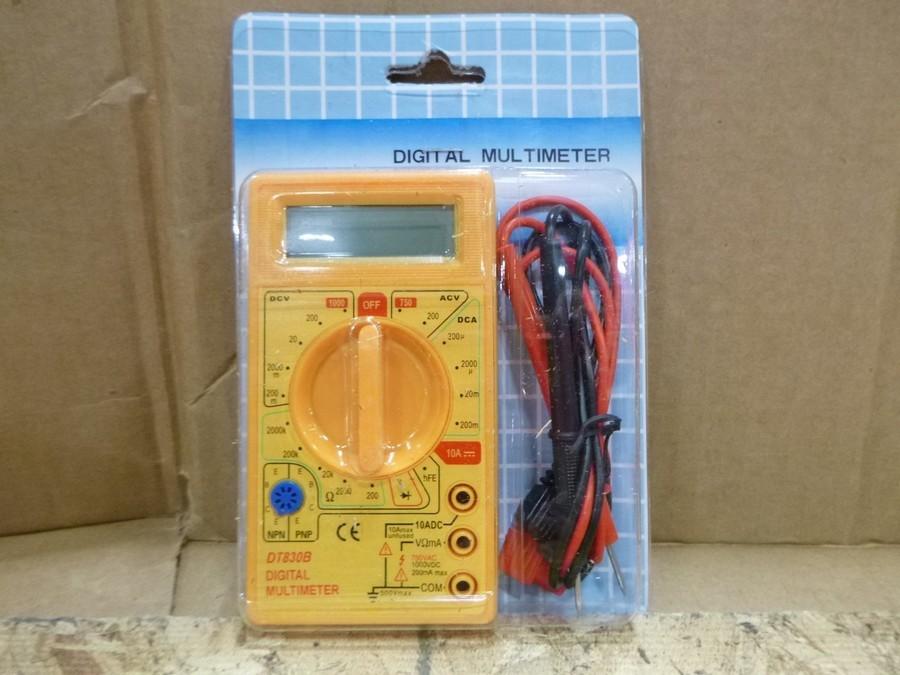 DIGITAL MULTIMETER
DCV 1000 OFF 750 ACV
200 200 DCA
20 200µ
2000m 2000µ
200m 20m
2000k 200m
200k 10A
20k hFE
Ω 2000 200
E E
B B
C C
E E
NPN PNP
CE
10Amax unfused
10ADC
VΩmA
DT830B
750VAC
1000VDC
200mA max
DIGITAL
MULTIMETER
COM
500Vmax